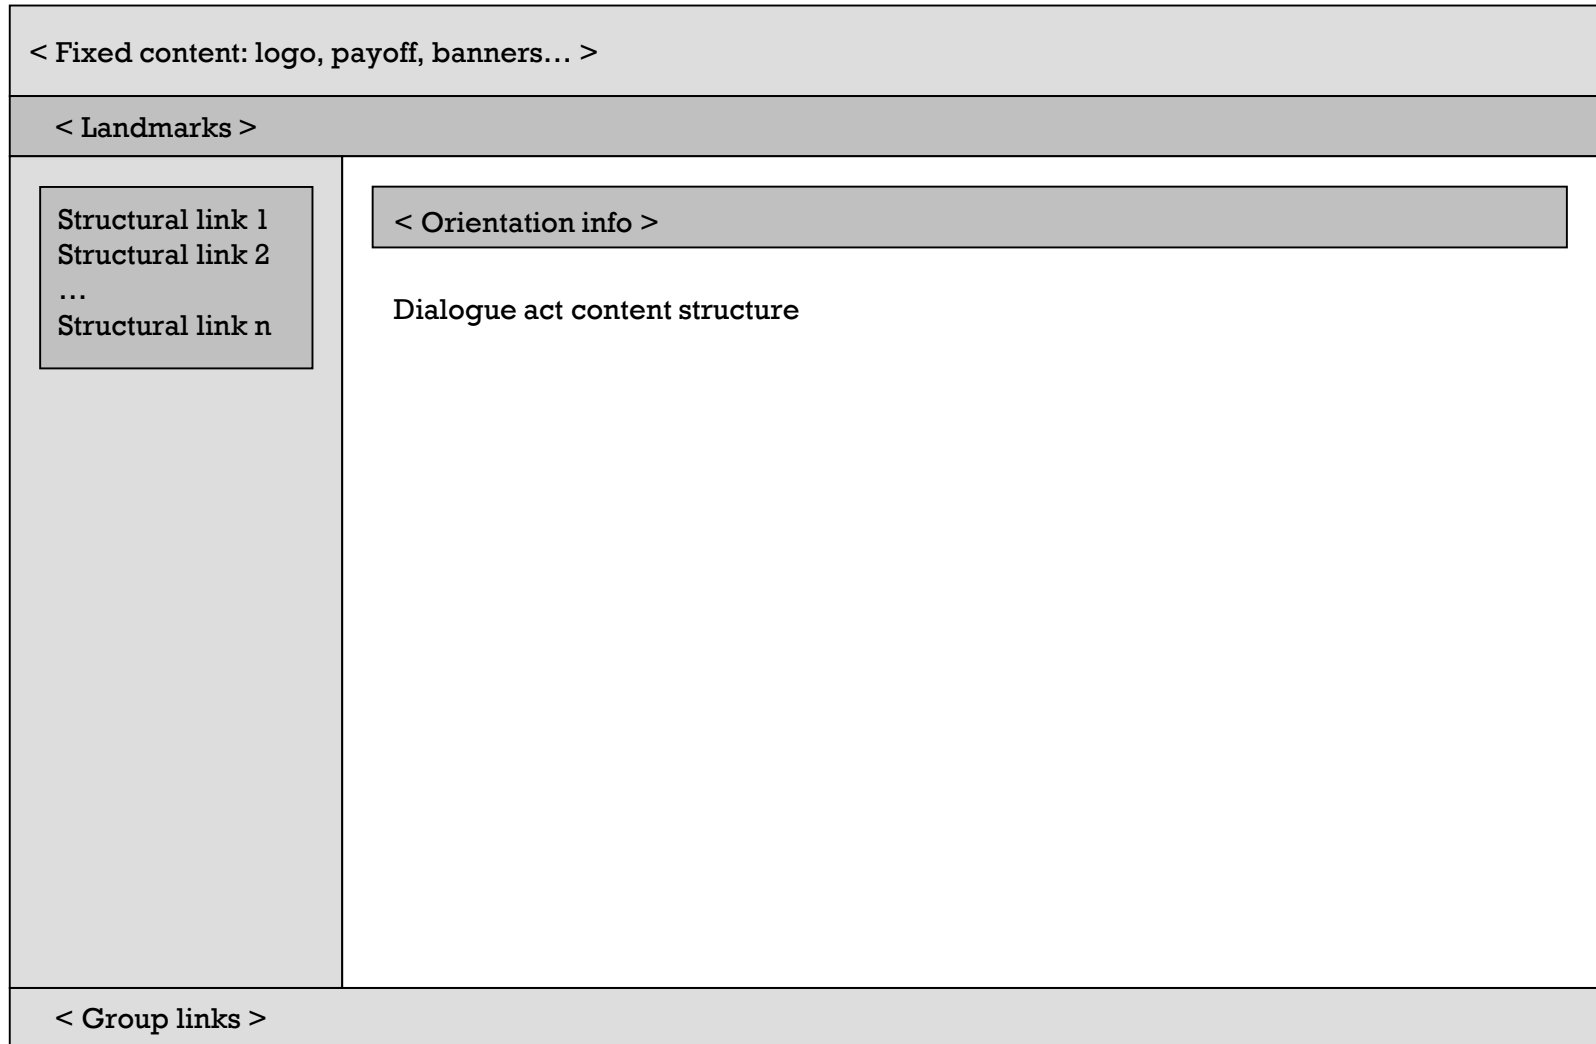 < Fixed content: logo, payoff, banners… >
< Landmarks >
Structural link 1
Structural link 2
…
Structural link n
< Orientation info >
Dialogue act content structure
< Group links >